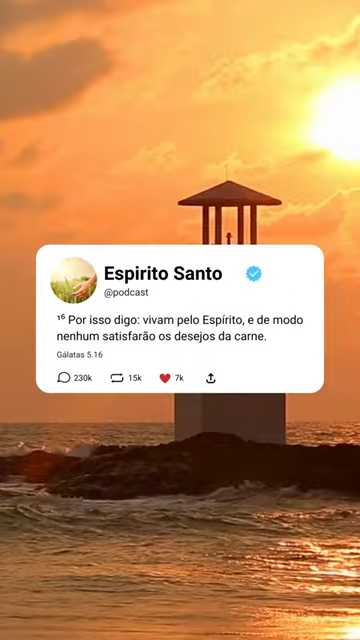 Espirito Santo
@podcast
¹⁶ Por isso digo: vivam pelo Espírito, e de modo
nenhum satisfarão os desejos da carne.
Gálatas 5.16
230k 15k 7k